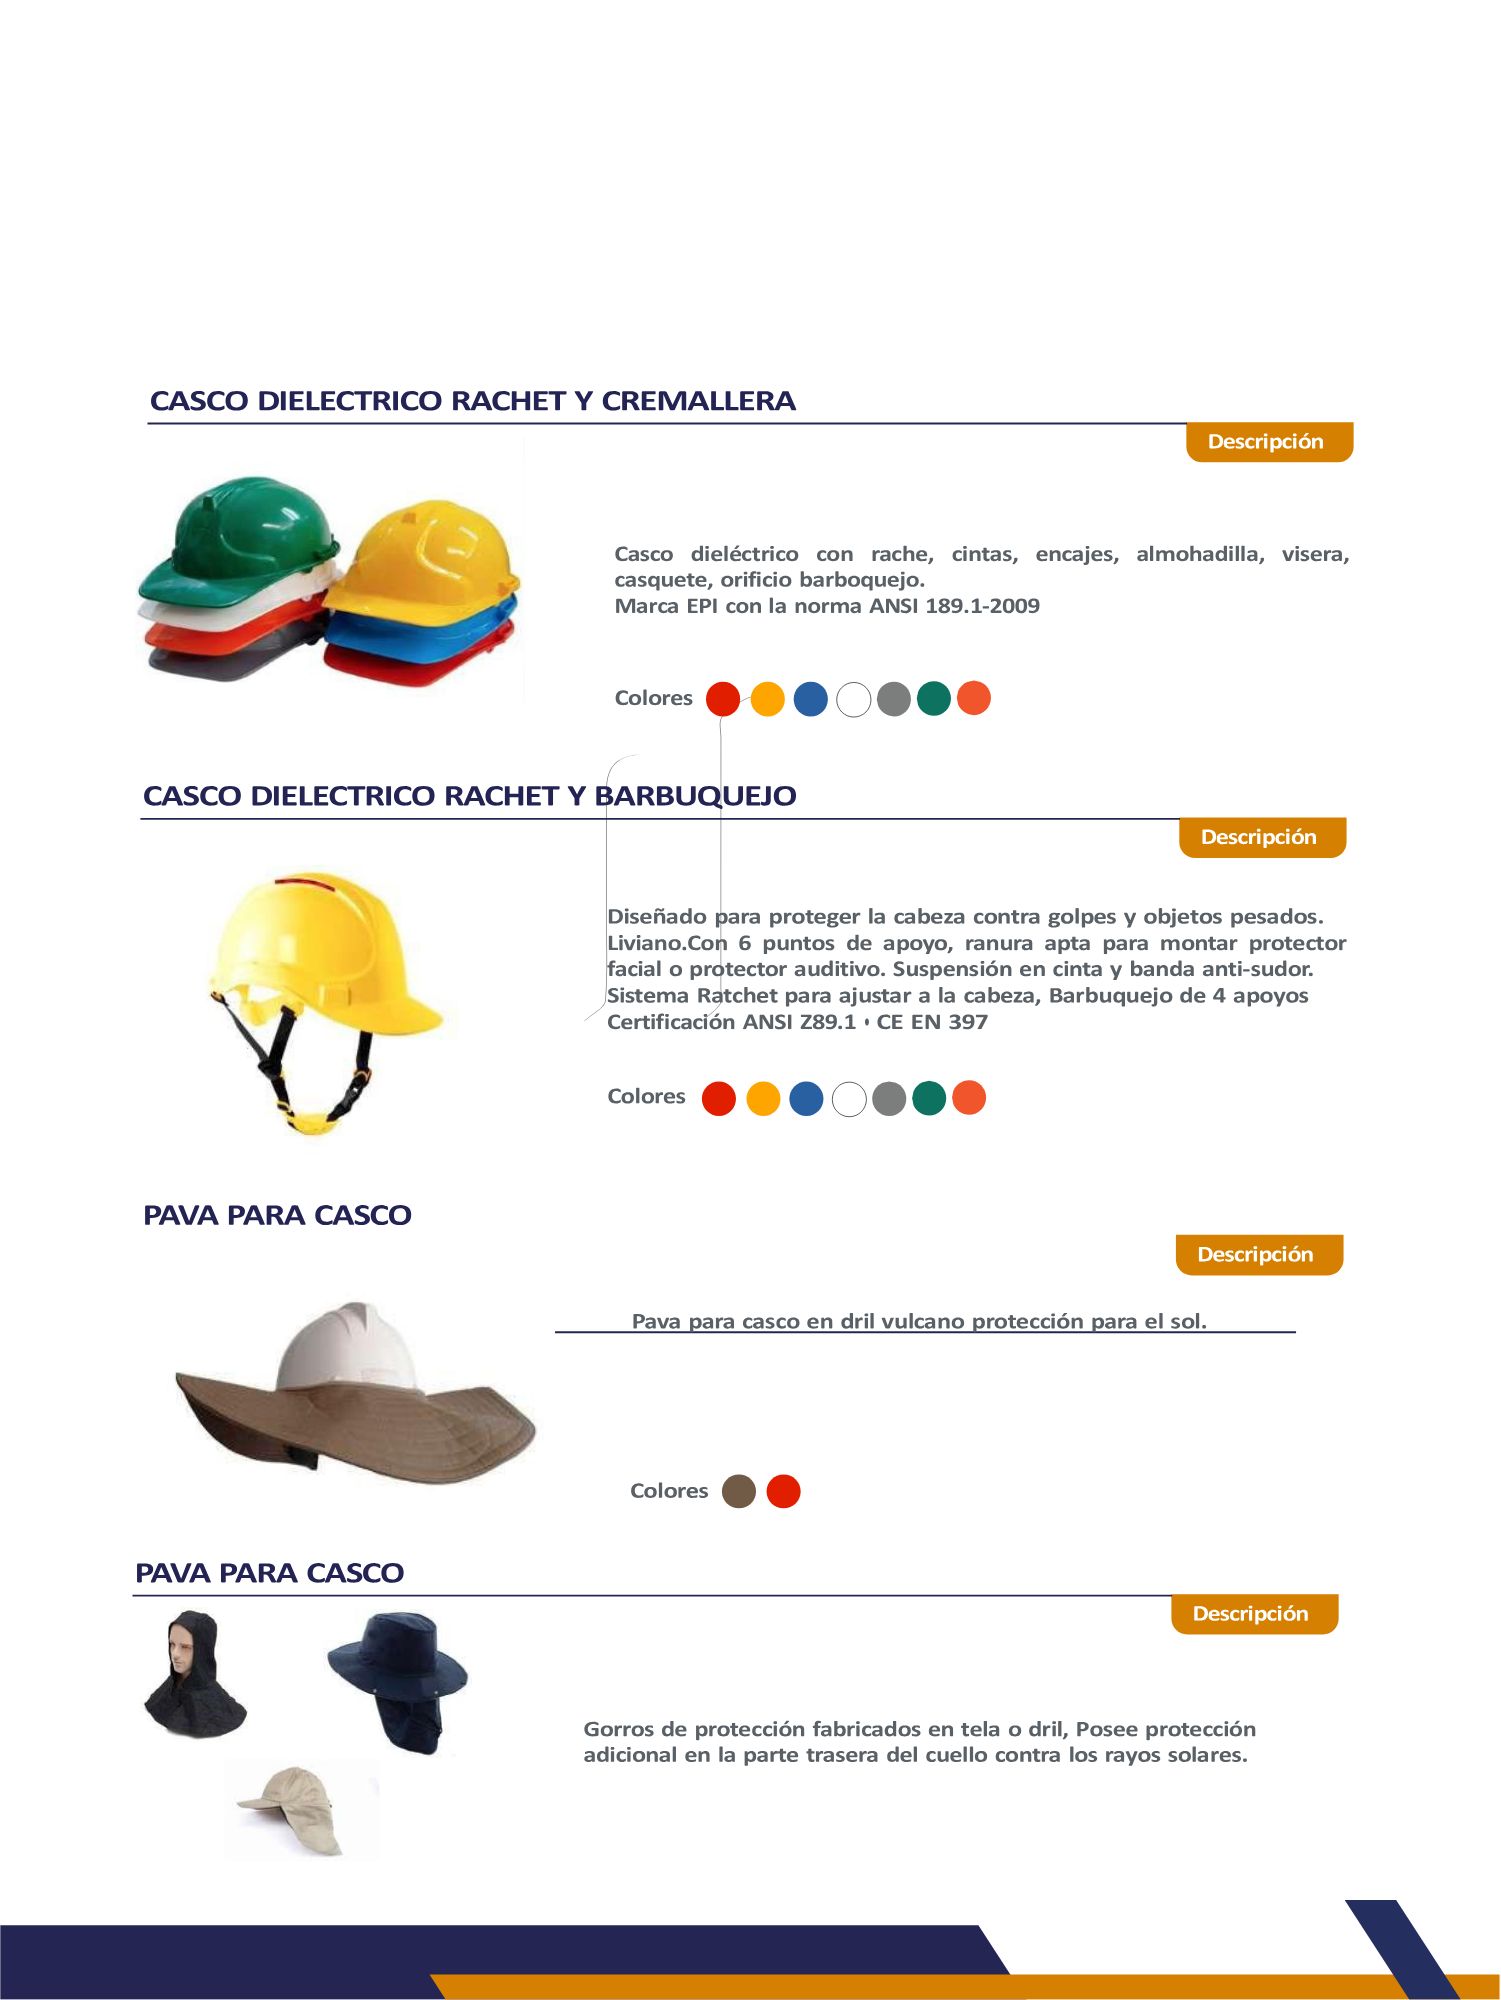 CASCO DIELECTRICO RACHET Y CREMALLERA
Descripción
Casco dieléctrico con rache, cintas, encajes, almohadilla, visera,
casquete, orificio barboquejo.
Marca EPI con la norma ANSI 189.1-2009
Colores
CASCO DIELECTRICO RACHET Y BARBUQUEJO
Descripción
Diseñado para proteger la cabeza contra golpes y objetos pesados.
Liviano.Con 6 puntos de apoyo, ranura apta para montar protector
facial o protector auditivo. Suspensión en cinta y banda anti-sudor.
Sistema Ratchet para ajustar a la cabeza, Barbuquejo de 4 apoyos
Certificación ANSI Z89.1 • CE EN 397
Colores
PAVA PARA CASCO
Descripción
Pava para casco en dril vulcano protección para el sol.
Colores
PAVA PARA CASCO
Descripción
Gorros de protección fabricados en tela o dril, Posee protección
adicional en la parte trasera del cuello contra los rayos solares.